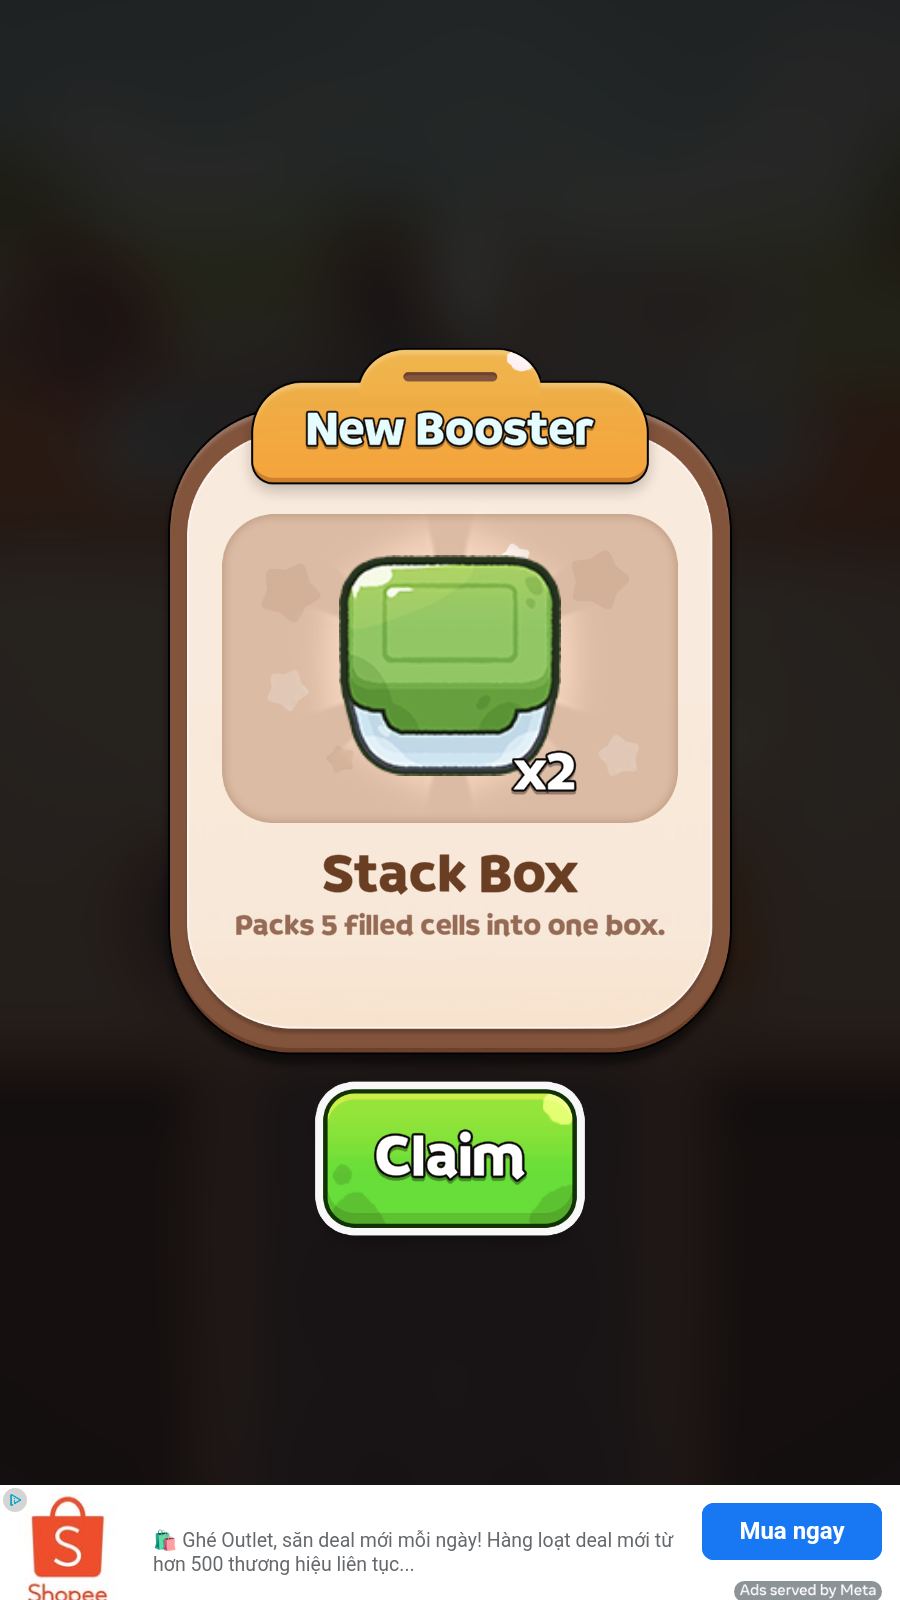 New Booster
x2
Stack Box
Packs 5 filled cells into one box.
Claim
S
Shopee
🛍️ Ghé Outlet, săn deal mới mỗi ngày! Hàng loạt deal mới từ
hơn 500 thương hiệu liên tục...
Mua ngay
Ads served by Meta